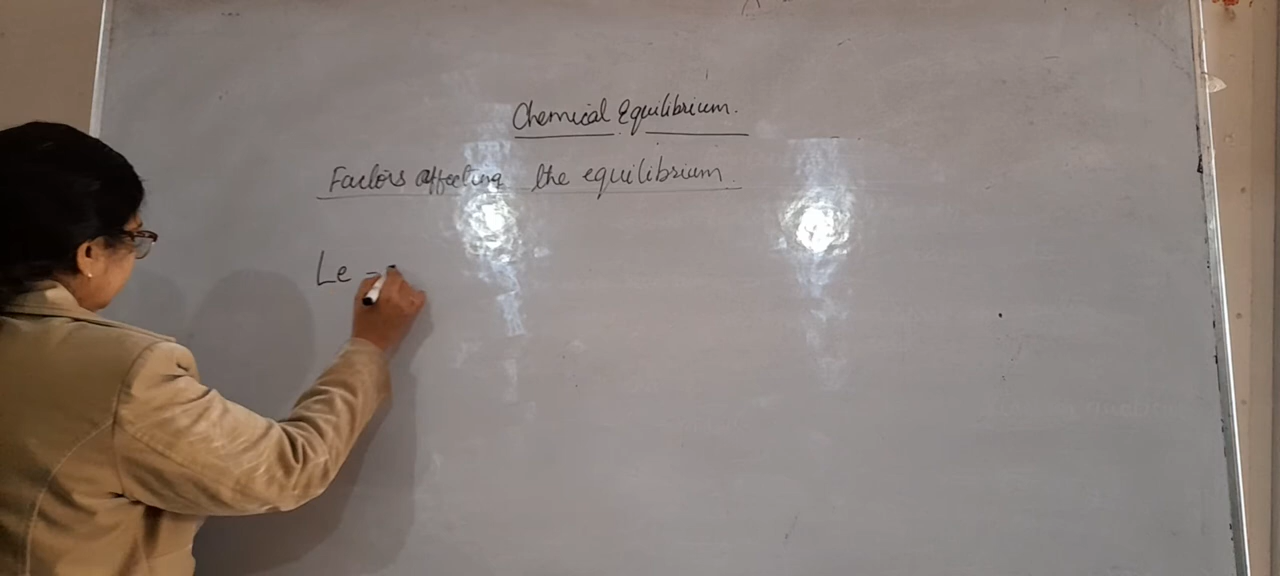 Chemical Equilibrium.
Factors affecting the equilibrium.
Le -